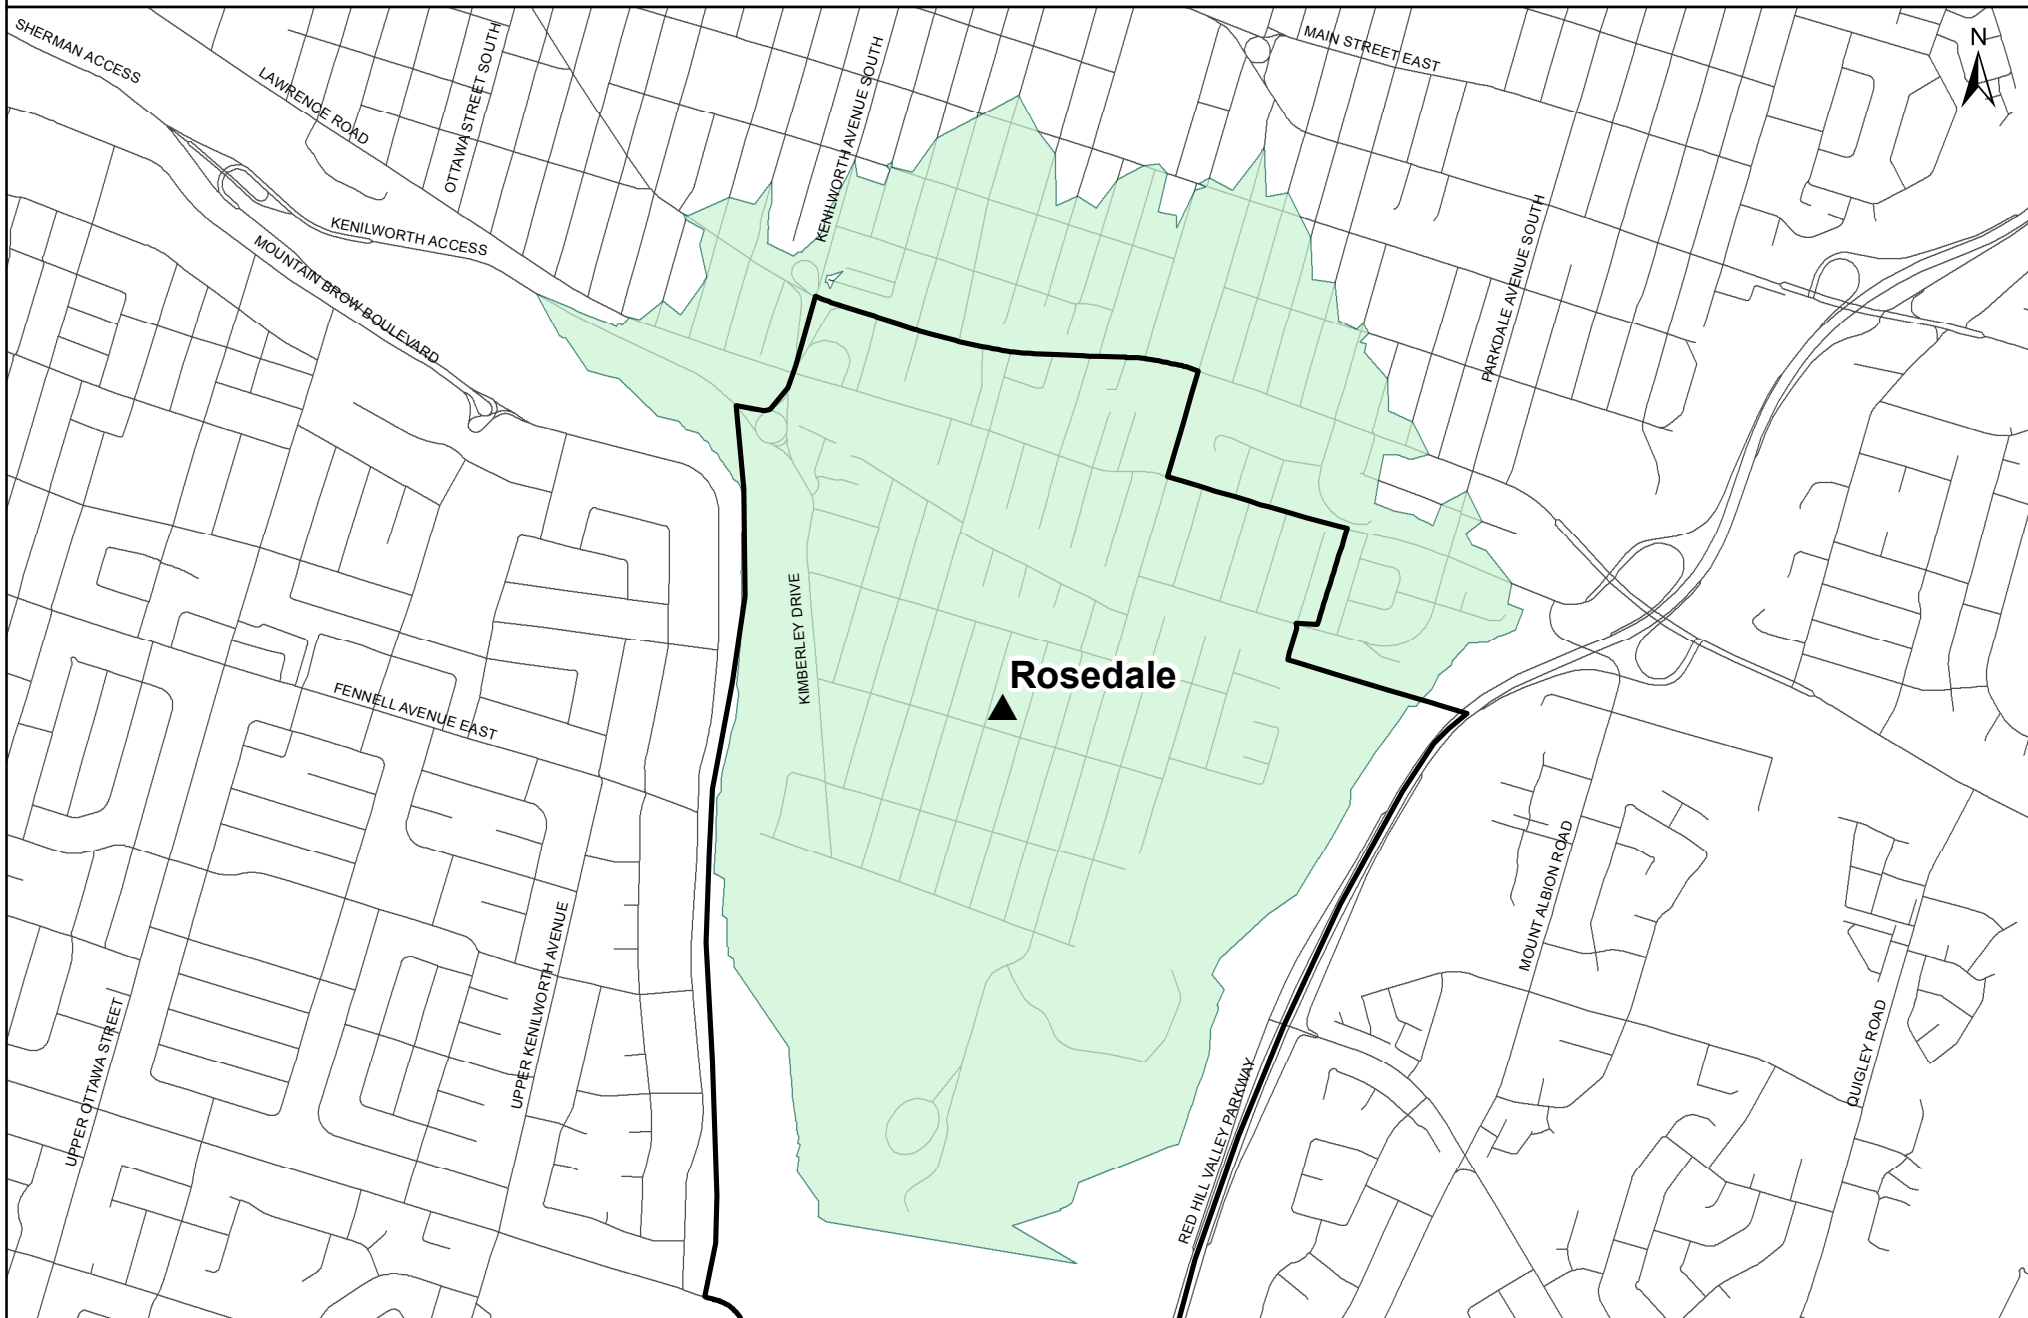 SHERMAN ACCESS
LAWRENCE ROAD
OTTAWA STREET SOUTH
KENILWORTH AVENUE SOUTH
MAIN STREET EAST
N
KENILWORTH ACCESS
MOUNTAIN BROW BOULEVARD
PARKDALE AVENUE SOUTH
KIMBERLEY DRIVE
Rosedale
FENNELL AVENUE EAST
MOUNT ALBION ROAD
UPPER KENILWORTH AVENUE
UPPER OTTAWA STREET
QUIGLEY ROAD
RED HILL VALLEY PARKWAY